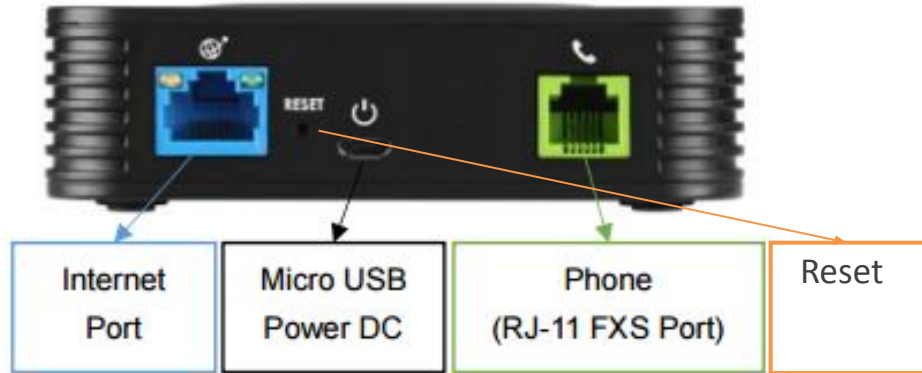 RESET
Internet
Port
Micro USB
Power DC
Phone
(RJ-11 FXS Port)
Reset